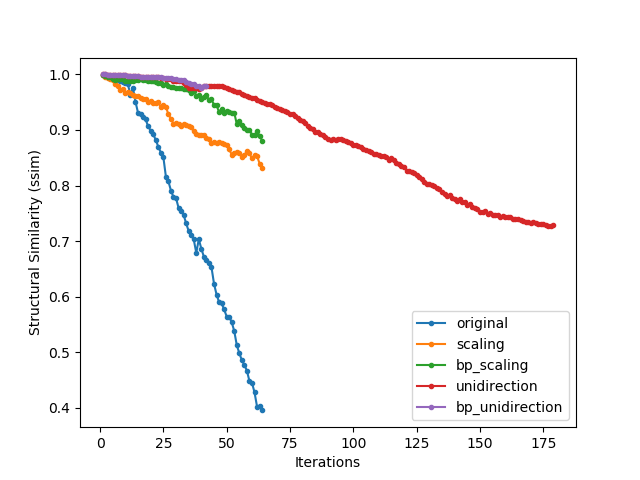 1.0
0.9
0.8
0.7
0.6
0.5
0.4
Structural Similarity (ssim)
0 25 50 75 100 125 150 175
Iterations
original
scaling
bp_scaling
unidirection
bp_unidirection